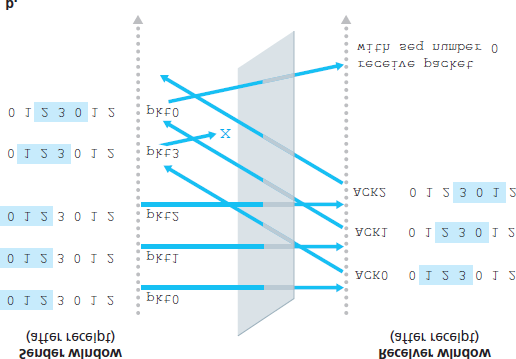 Sender window
(after receipt)
Receiver window
(after receipt)
0 1 2 3 0 1 2 pkt0
ACK0 0 1 2 3 0 1 2
0 1 2 3 0 1 2 pkt1
ACK1 0 1 2 3 0 1 2
0 1 2 3 0 1 2 pkt2
ACK2 0 1 2 3 0 1 2
0 1 2 3 0 1 2 pkt3
x
0 1 2 3 0 1 2 pkt0
receive packet
with seq number 0
b.